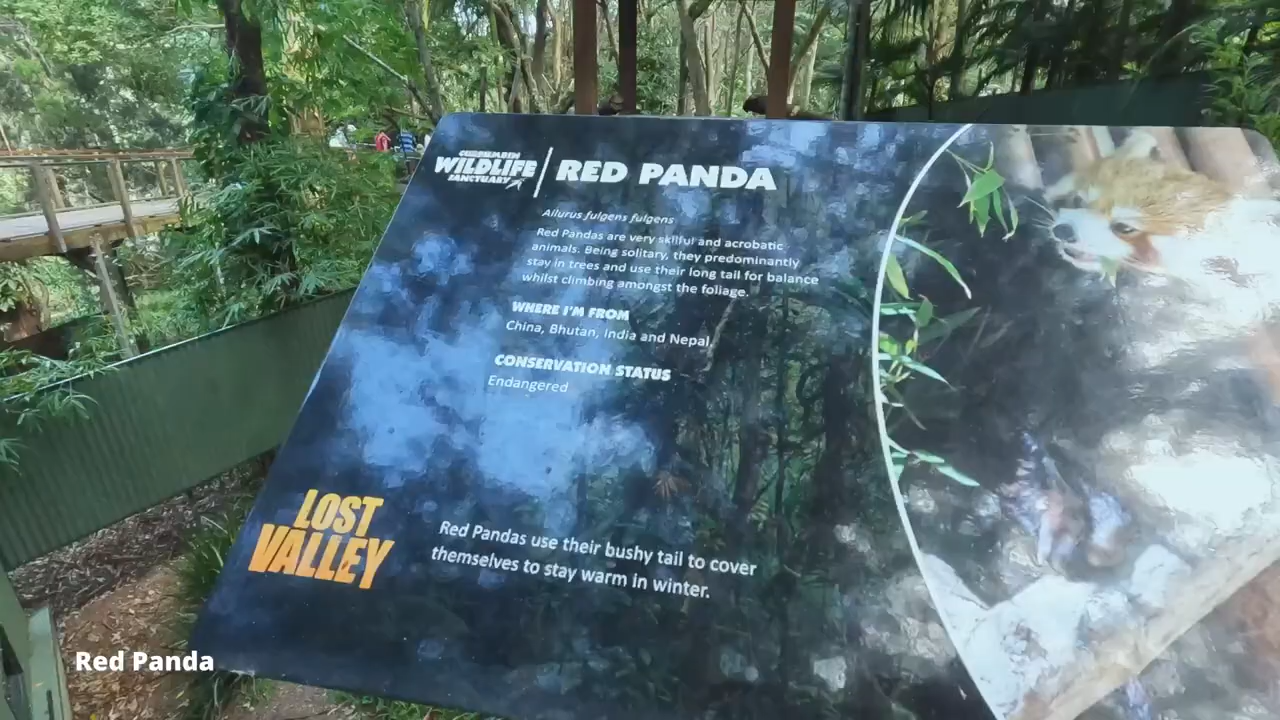 CURRUMBIN
WILDLIFE
SANCTUARY
RED PANDA
Ailurus fulgens fulgens
Red Pandas are very skilful and acrobatic
animals. Being solitary, they predominantly
stay in trees and use their long tail for balance
whilst climbing amongst the foliage.
WHERE I'M FROM
China, Bhutan, India and Nepal.
CONSERVATION STATUS
Endangered
LOST
VALLEY
Red Pandas use their bushy tail to cover
themselves to stay warm in winter.
Red Panda